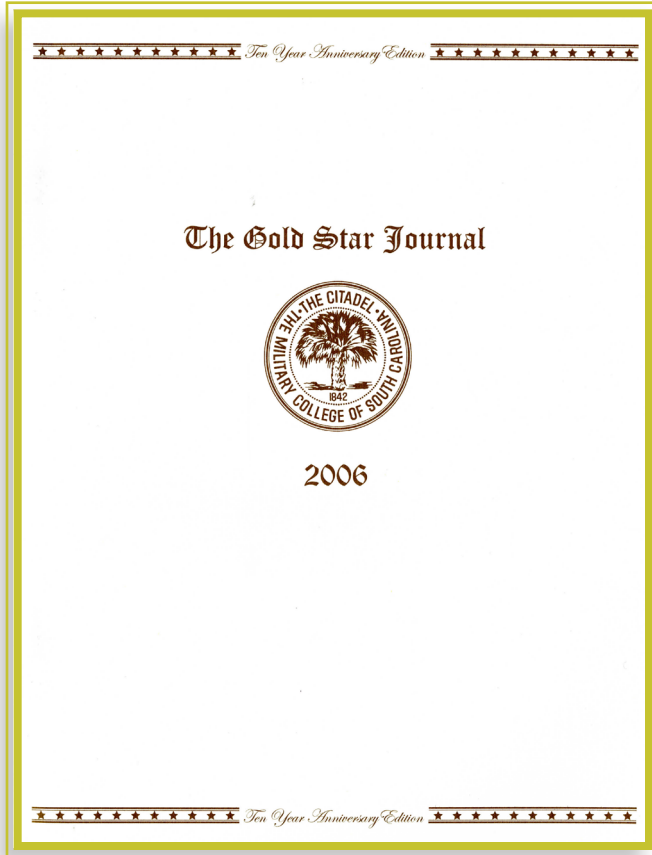 Ten Year Anniversary Edition
The Gold Star Journal
THE CITADEL
THE MILITARY COLLEGE OF SOUTH CAROLINA
1842
2006
Ten Year Anniversary Edition